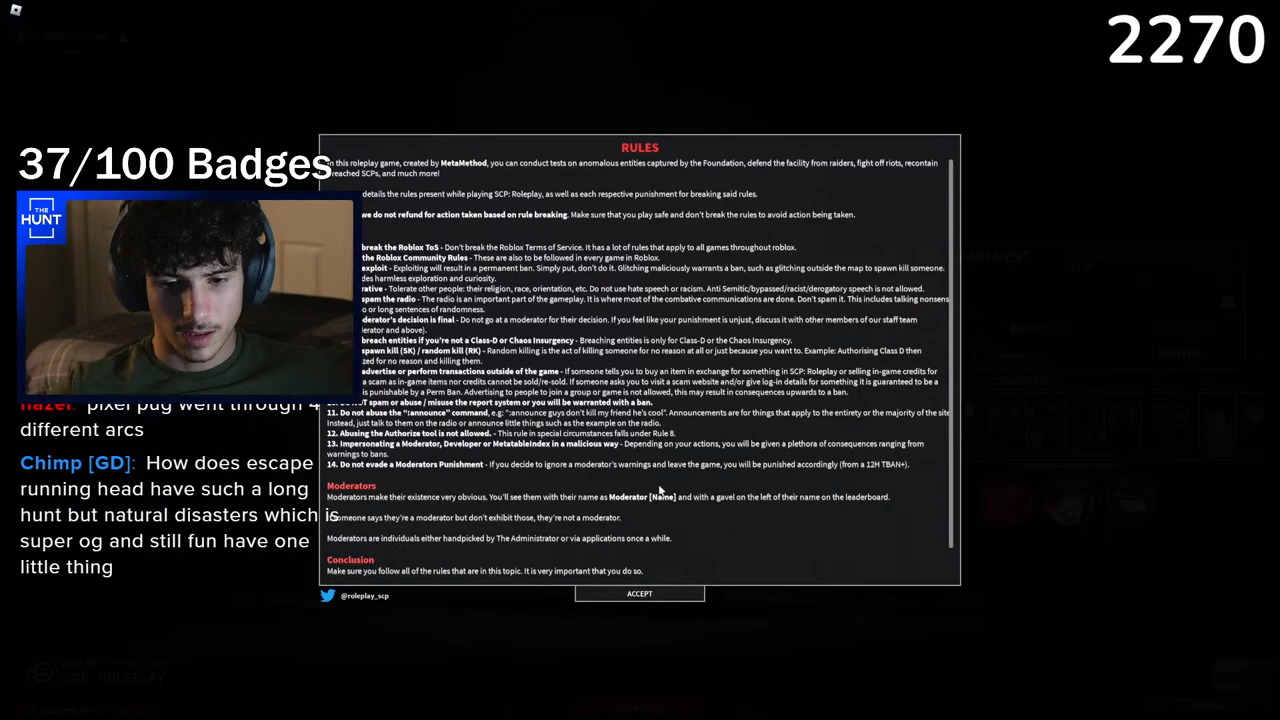 2270
37/100 Badges
THE
HUNT
RULES
n this roleplay game, created by MetaMethod, you can conduct tests on anomalous entities captured by the Foundation, defend the facility from raiders, fight off riots, recontain
reached SCPs, and much more!
details the rules present while playing SCP: Roleplay, as well as each respective punishment for breaking said rules.
we do not refund for action taken based on rule breaking. Make sure that you play safe and don't break the rules to avoid action being taken.
break the Roblox ToS - Don't break the Roblox Terms of Service. It has a lot of rules that apply to all games throughout roblox.
the Roblox Community Rules - These are also to be followed in every game in Roblox.
exploit - Exploiting will result in a permanent ban. Simply put, don't do it. Glitching maliciously warrants a ban, such as glitching outside the map to spawn kill someone.
des harmless exploration and curiosity.
rative - Tolerate other people: their religion, race, orientation, etc. Do not use hate speech or racism. Anti Semitic/bypassed/racist/derogatory speech is not allowed.
spam the radio - The radio is an important part of the gameplay. It is where most of the combative communications are done. Don't spam it. This includes talking nonsens
o or long sentences of randomness.
derator's decision is final - Do not go at a moderator for their decision. If you feel like your punishment is unjust, discuss it with other members of our staff team
lerator and above).
breach entities if you're not a Class-D or Chaos Insurgency - Breaching entities is only for Class-D or the Chaos Insurgency.
spawn kill (SK) / random kill (RK) - Random killing is the act of killing someone for no reason at all or just because you want to. Example: Authorising Class D then
zed for no reason and killing them.
advertise or perform transactions outside of the game - If someone tells you to buy an item in exchange for something in SCP: Roleplay or selling in-game credits for
a scam as in-game items nor credits cannot be sold/re-sold. If someone asks you to visit a scam website and/or give log-in details for something it is guaranteed to be a
is punishable by a Perm Ban. Advertising to people to join a group or game is not allowed, this may result in consequences upwards to a ban.
spam or abuse / misuse the report system or you will be warranted with a ban.
11. Do not abuse the ":announce" command, e.g: ":announce guys don't kill my friend he's cool". Announcements are for things that apply to the entirety or the majority of the site
Instead, just talk to them on the radio or announce little things such as the example on the radio.
12. Abusing the Authorize tool is not allowed. - This rule in special circumstances falls under Rule 8.
13. Impersonating a Moderator, Developer or MetatableIndex in a malicious way - Depending on your actions, you will be given a plethora of consequences ranging from
warnings to bans.
14. Do not evade a Moderators Punishment - If you decide to ignore a moderator's warnings and leave the game, you will be punished accordingly (from a 12H TBAN+).
Moderators
Moderators make their existence very obvious. You'll see them with their name as Moderator [Name] and with a gavel on the left of their name on the leaderboard.
someone says they're a moderator but don't exhibit those, they're not a moderator.
Moderators are individuals either handpicked by The Administrator or via applications once a while.
Conclusion
Make sure you follow all of the rules that are in this topic. It is very important that you do so.
@roleplay_scp
ACCEPT
hazel: pixel pug went through 4
different arcs
Chimp [GD]: How does escape
running head have such a long
hunt but natural disasters which is
super og and still fun have one
little thing